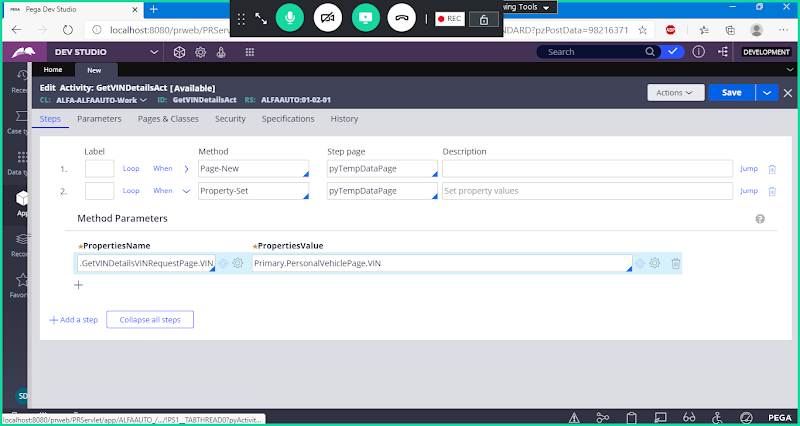 PEGA Pega Dev Studio
wing Tools
localhost:8080/prweb/PRServ
NDARD?pzPostData=98216371
REC
DEV STUDIO
Search
DEVELOPMENT
Home New
Edit Activity: GetVINDetailsAct [Available]
CL: ALFA-ALFAAUTO-Work ID: GetVINDetailsAct RS: ALFAAUTO:01-02-01
Actions Save
Steps Parameters Pages & Classes Security Specifications History
Label Method Step page Description
1. Loop When Page-New pyTempDataPage Jump
2. Loop When Property-Set pyTempDataPage Set property values Jump
Method Parameters
*PropertiesName *PropertiesValue
.GetVINDetailsVINRequestPage.VIN Primary.PersonalVehiclePage.VIN
Add a step Collapse all steps
Recen
Case ty
Data ty
App
Recor
Favori
SD
localhost:8080/prweb/PRServlet/app/ALFAAUTO_/.../!PS1__TABTHREAD0?pyActivit...
PEGA